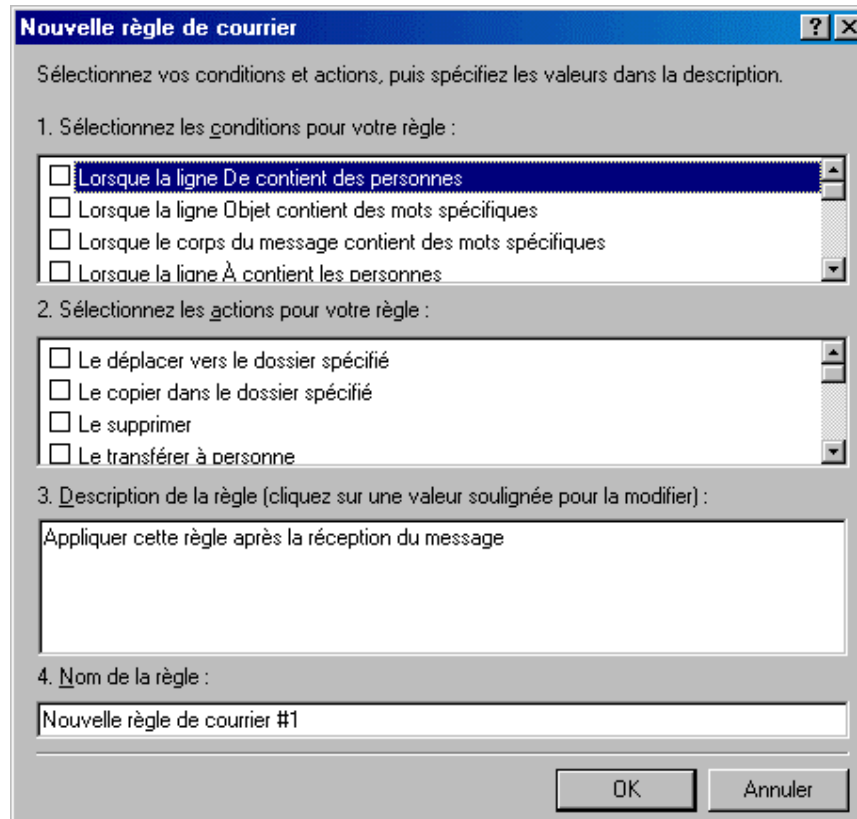 Nouvelle règle de courrier
Sélectionnez vos conditions et actions, puis spécifiez les valeurs dans la description.
1. Sélectionnez les conditions pour votre règle :
Lorsque la ligne De contient des personnes
Lorsque la ligne Objet contient des mots spécifiques
Lorsque le corps du message contient des mots spécifiques
Lorsque la ligne À contient les personnes
2. Sélectionnez les actions pour votre règle :
Le déplacer vers le dossier spécifié
Le copier dans le dossier spécifié
Le supprimer
Le transférer à personne
3. Description de la règle (cliquez sur une valeur soulignée pour la modifier) :
Appliquer cette règle après la réception du message
4. Nom de la règle :
Nouvelle règle de courrier #1
OK Annuler